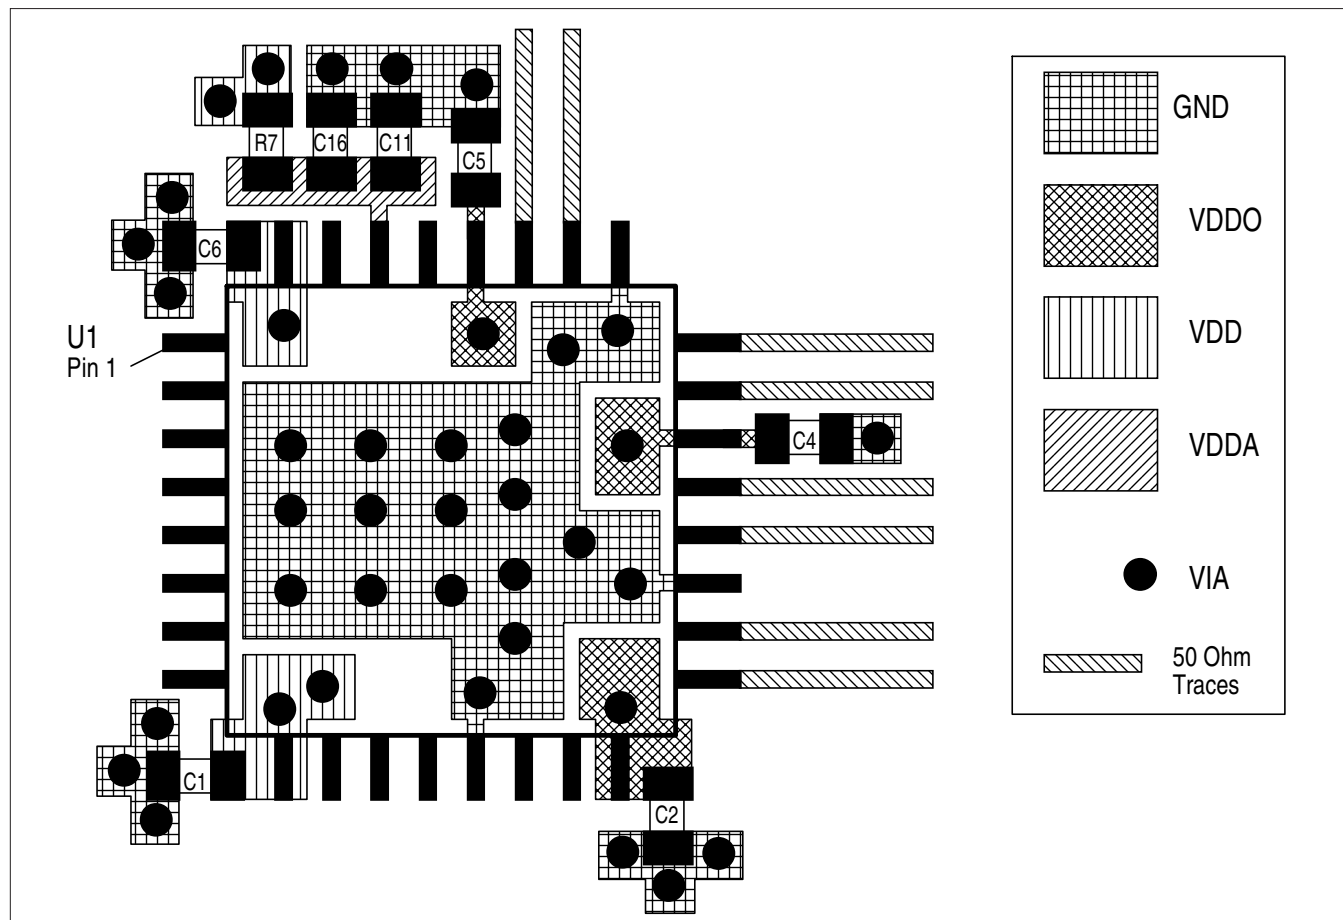 R7
C16
C11
C5
C6
U1
Pin 1
C4
C1
C2
GND
VDDO
VDD
VDDA
VIA
50 Ohm
Traces